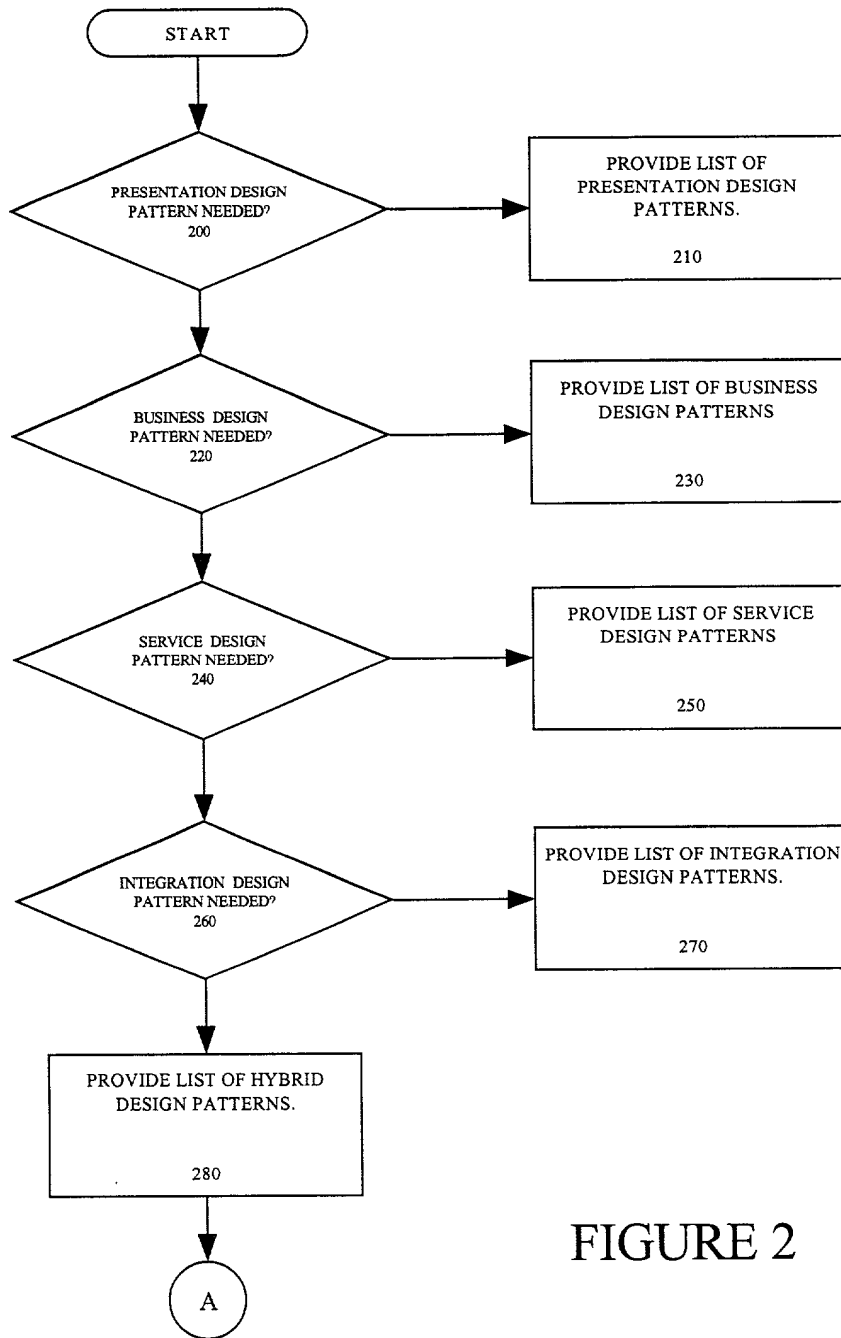 START
PRESENTATION DESIGN
PATTERN NEEDED?
200
PROVIDE LIST OF
PRESENTATION DESIGN
PATTERNS.
210
BUSINESS DESIGN
PATTERN NEEDED?
220
PROVIDE LIST OF BUSINESS
DESIGN PATTERNS
230
SERVICE DESIGN
PATTERN NEEDED?
240
PROVIDE LIST OF SERVICE
DESIGN PATTERNS
250
INTEGRATION DESIGN
PATTERN NEEDED?
260
PROVIDE LIST OF INTEGRATION
DESIGN PATTERNS.
270
PROVIDE LIST OF HYBRID
DESIGN PATTERNS.
280
A
FIGURE 2